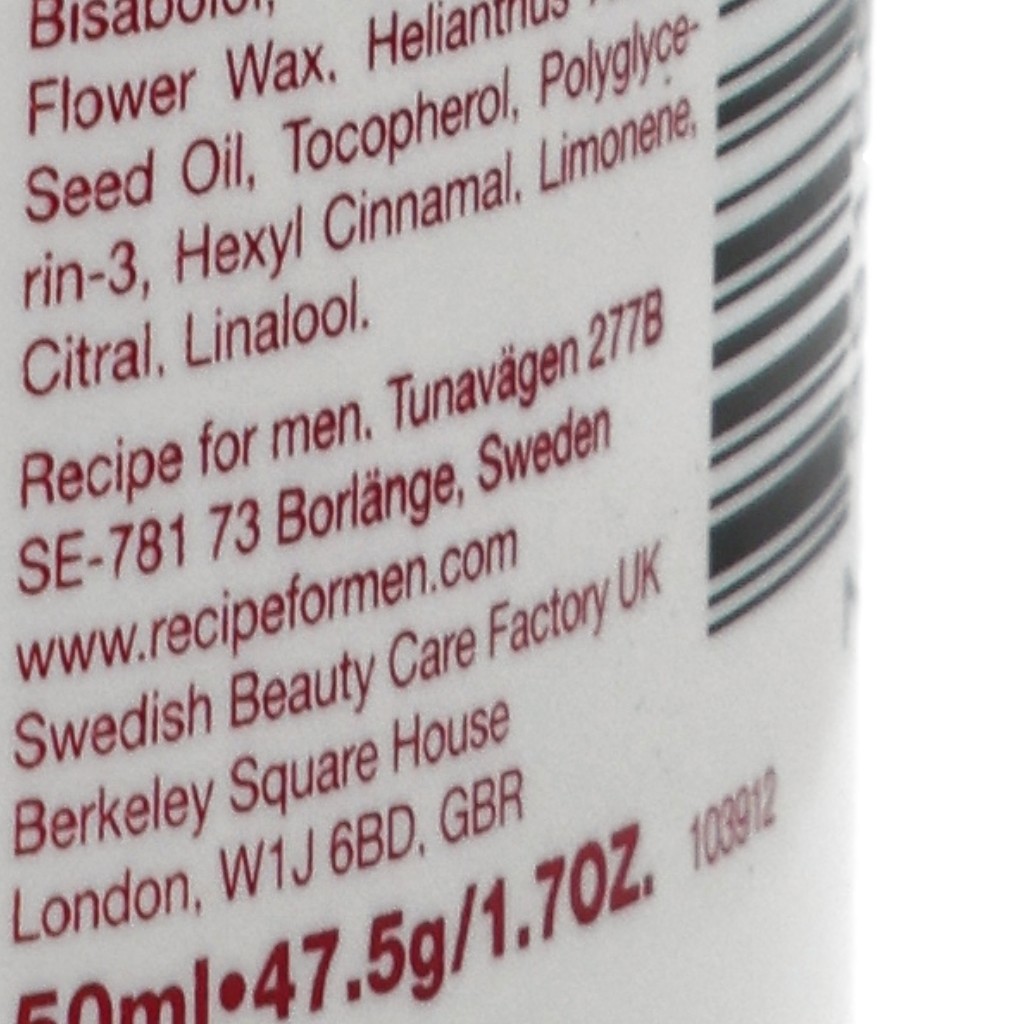 Bisabolol,
Flower Wax, Helianthus
Seed Oil, Tocopherol, Polyglyce-
rin-3, Hexyl Cinnamal, Limonene,
Citral, Linalool.
Recipe for men. Tunavägen 277B
SE-781 73 Borlänge, Sweden
www.recipeformen.com
Swedish Beauty Care Factory UK
Berkeley Square House
London, W1J 6BD, GBR
103912
50ml•47.5g/1.7OZ.